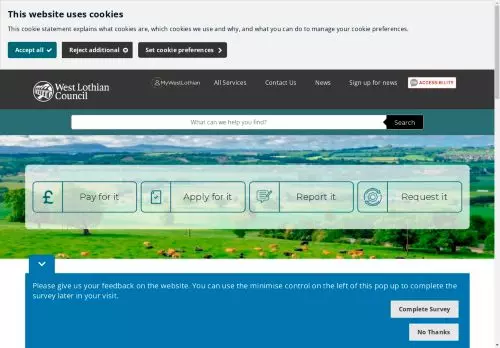 This website uses cookies
This cookie statement explains what cookies are, which cookies we use and why, and what you can do to manage your cookie preferences.
Accept all
Reject additional
Set cookie preferences
West Lothian
Council
MyWestLothian
All Services
Contact Us
News
Sign up for news
ACCESSIBILITY
What can we help you find?
Search
£ Pay for it
Apply for it
Report it
Request it
Please give us your feedback on the website. You can use the minimise control on the left of this pop up to complete the
survey later in your visit.
Complete Survey
No Thanks